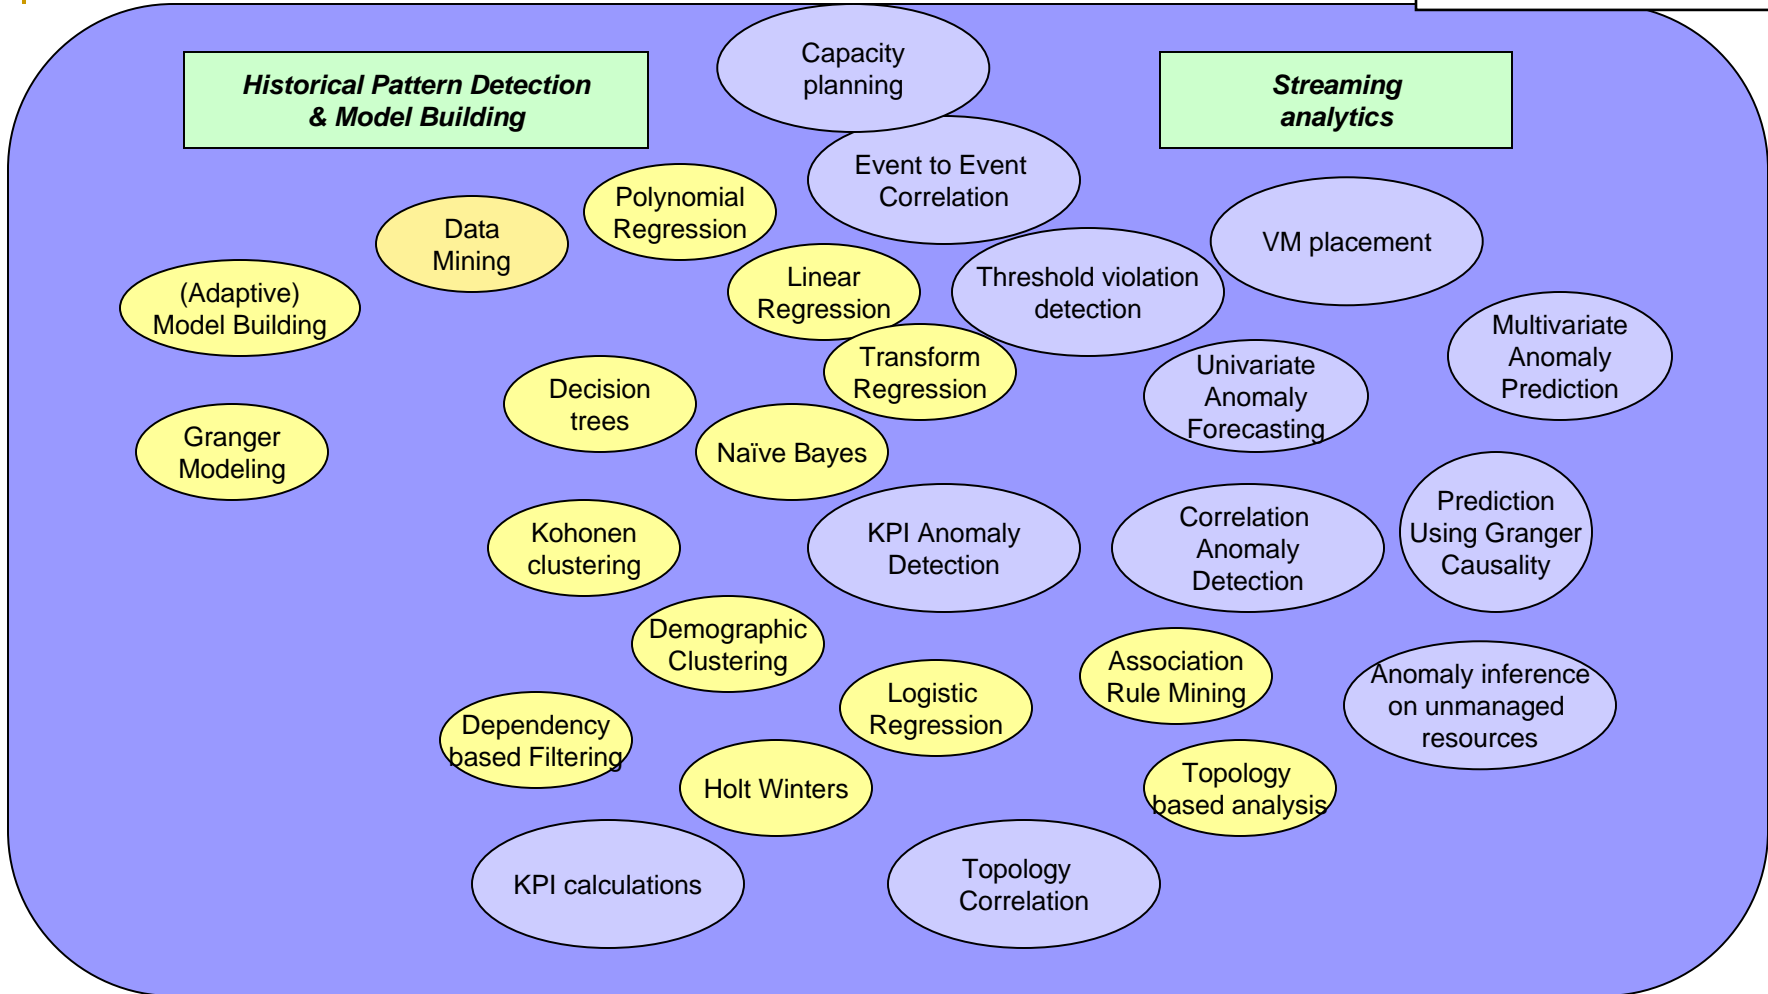 Historical Pattern Detection
& Model Building
Capacity
planning
Streaming
analytics
Event to Event
Correlation
Polynomial
Regression
Data
Mining
VM placement
(Adaptive)
Model Building
Linear
Regression
Threshold violation
detection
Multivariate
Anomaly
Prediction
Transform
Regression
Univariate
Anomaly
Forecasting
Decision
trees
Granger
Modeling
Naïve Bayes
Kohonen
clustering
KPI Anomaly
Detection
Correlation
Anomaly
Detection
Prediction
Using Granger
Causality
Demographic
Clustering
Association
Rule Mining
Anomaly inference
on unmanaged
resources
Logistic
Regression
Dependency
based Filtering
Holt Winters
Topology
based analysis
KPI calculations
Topology
Correlation